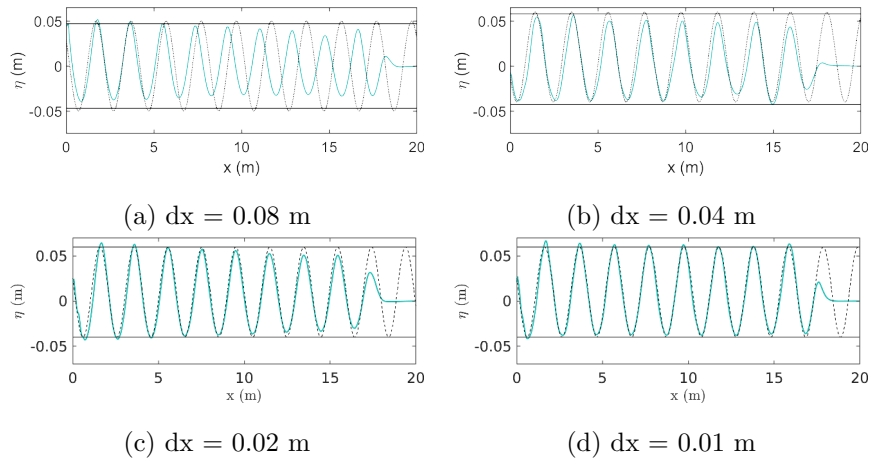 0.05
0
-0.05
η (m)
0 5 10 15 20
x (m)
(a) dx = 0.08 m
0.05
0
-0.05
η (m)
0 5 10 15 20
x (m)
(b) dx = 0.04 m
0.05
0
-0.05
η (m)
0 5 10 15 20
x (m)
(c) dx = 0.02 m
0.05
0
-0.05
η (m)
0 5 10 15 20
x (m)
(d) dx = 0.01 m